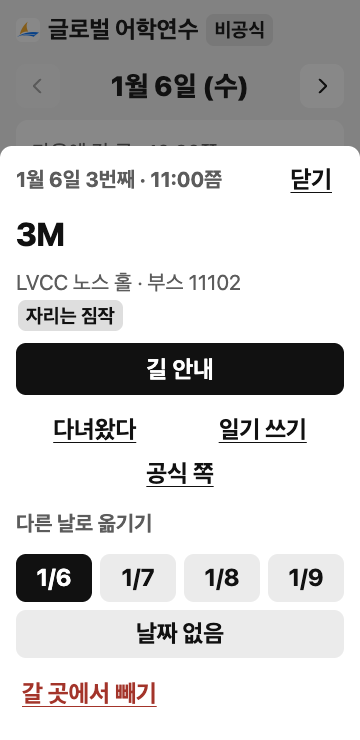 글로벌 어학연수 비공식
1월 6일 (수)
1월 6일 3번째 · 11:00쯤 닫기
3M
LVCC 노스 홀 · 부스 11102
자리는 짐작
길 안내
다녀왔다 일기 쓰기
공식 쪽
다른 날로 옮기기
1/6 1/7 1/8 1/9
날짜 없음
갈 곳에서 빼기